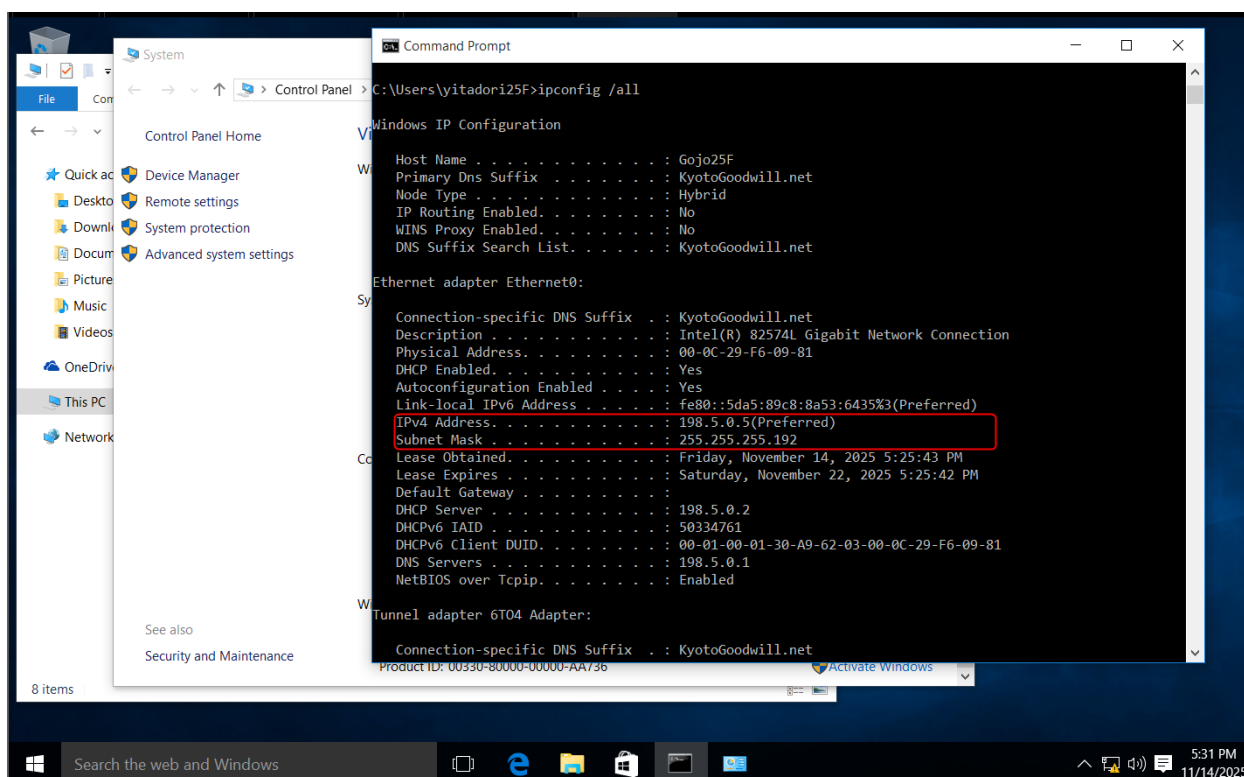 System
Command Prompt
File
Con
Control Panel
Control Panel Home
Device Manager
Remote settings
System protection
Advanced system settings
Quick ac
Deskto
Downl
Docum
Picture
Music
Videos
OneDriv
This PC
Network
Vi
Wi
Sy
Co
Wi
See also
Security and Maintenance
8 items
C:\Users\yitadori25F>ipconfig /all
Windows IP Configuration
Host Name . . . . . . . . . . . . : Gojo25F
Primary Dns Suffix . . . . . . . : KyotoGoodwill.net
Node Type . . . . . . . . . . . . : Hybrid
IP Routing Enabled. . . . . . . . : No
WINS Proxy Enabled. . . . . . . . : No
DNS Suffix Search List. . . . . . : KyotoGoodwill.net
Ethernet adapter Ethernet0:
Connection-specific DNS Suffix . : KyotoGoodwill.net
Description . . . . . . . . . . . : Intel(R) 82574L Gigabit Network Connection
Physical Address. . . . . . . . . : 00-0C-29-F6-09-81
DHCP Enabled. . . . . . . . . . . : Yes
Autoconfiguration Enabled . . . . : Yes
Link-local IPv6 Address . . . . . : fe80::5da5:89c8:8a53:6435%3(Preferred)
IPv4 Address. . . . . . . . . . . : 198.5.0.5(Preferred)
Subnet Mask . . . . . . . . . . . : 255.255.255.192
Lease Obtained. . . . . . . . . . : Friday, November 14, 2025 5:25:43 PM
Lease Expires . . . . . . . . . . : Saturday, November 22, 2025 5:25:42 PM
Default Gateway . . . . . . . . . :
DHCP Server . . . . . . . . . . . : 198.5.0.2
DHCPv6 IAID . . . . . . . . . . . : 50334761
DHCPv6 Client DUID. . . . . . . . : 00-01-00-01-30-A9-62-03-00-0C-29-F6-09-81
DNS Servers . . . . . . . . . . . : 198.5.0.1
NetBIOS over Tcpip. . . . . . . . : Enabled
Tunnel adapter 6TO4 Adapter:
Connection-specific DNS Suffix . : KyotoGoodwill.net
Product ID: 00330-80000-00000-AA736
Activate Windows
Search the web and Windows
5:31 PM
11/14/2025